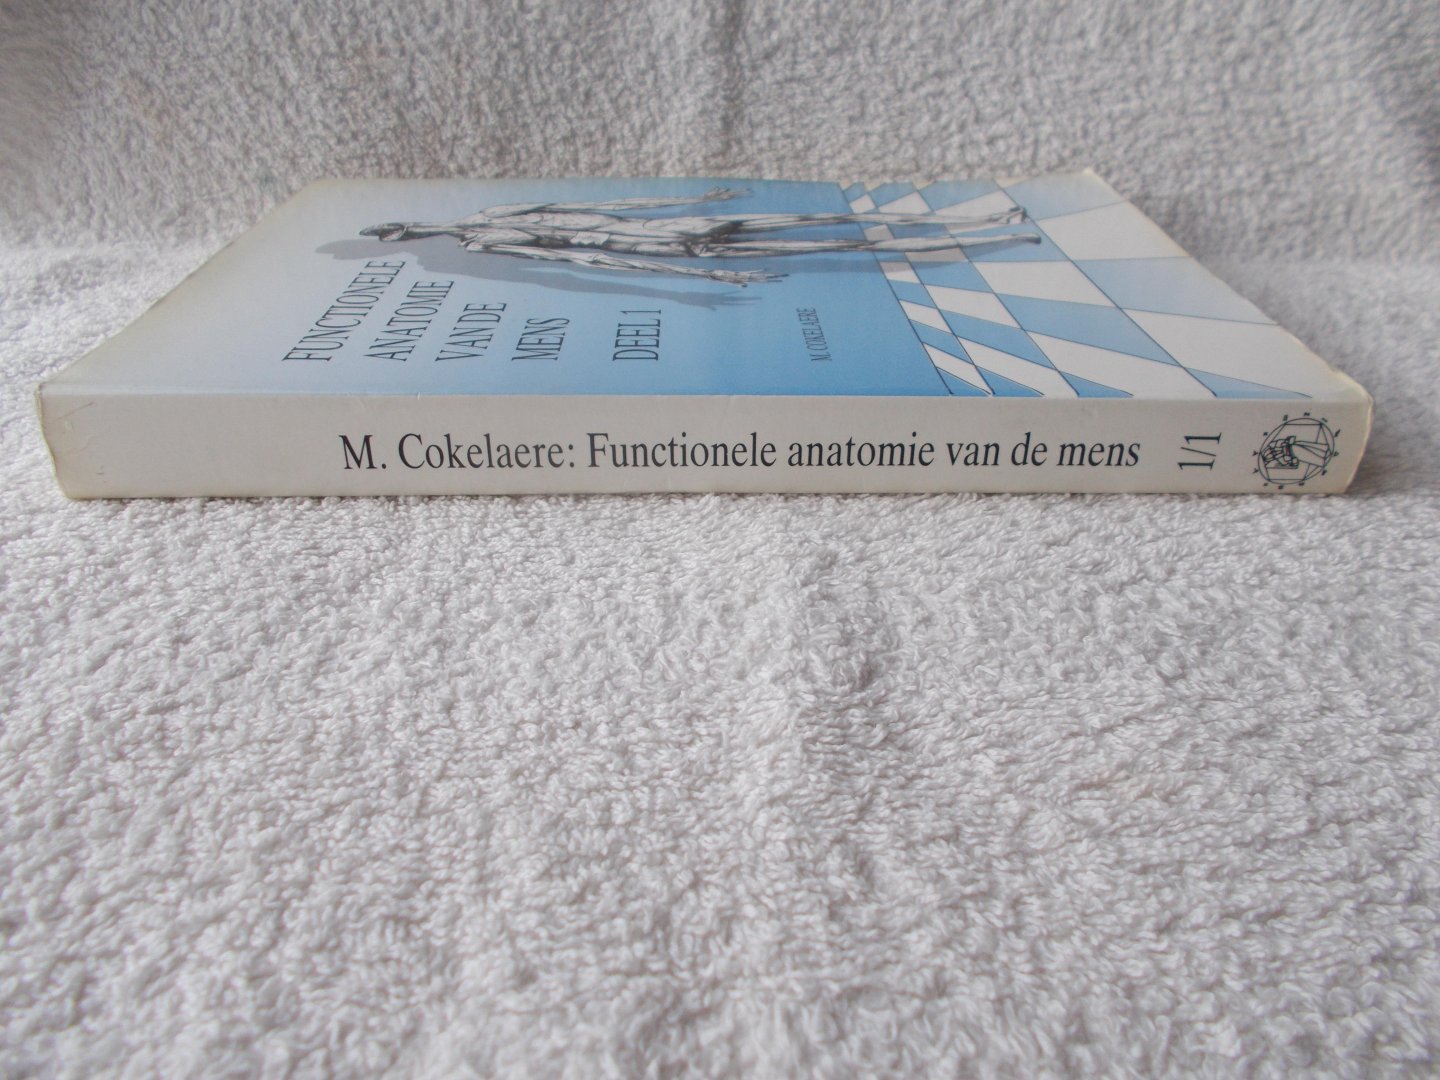 FUNCTIONELE
ANATOMIE
VAN DE
MENS
DEEL 1
M. COKELAERE
M. Cokelaere: Functionele anatomie van de mens 1/1